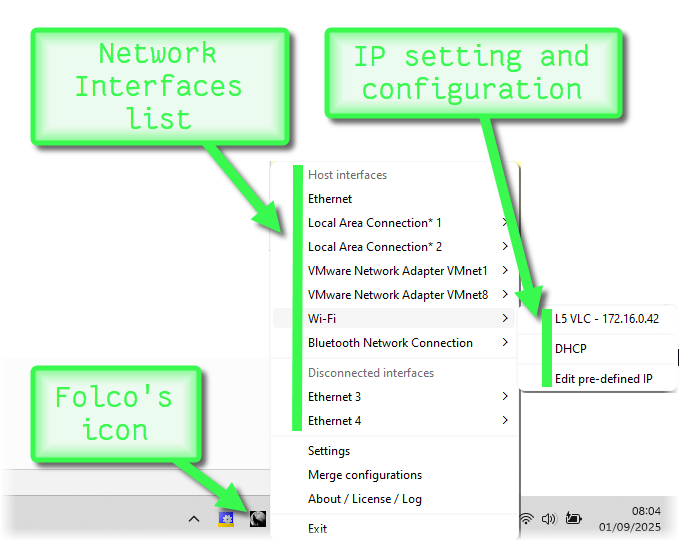 Network
Interfaces
list
IP setting and
configuration
Host interfaces
Ethernet
Local Area Connection* 1
Local Area Connection* 2
VMware Network Adapter VMnet1
VMware Network Adapter VMnet8
Wi-Fi
Bluetooth Network Connection
Disconnected interfaces
Ethernet 3
Ethernet 4
Settings
Merge configurations
About / License / Log
Exit
L5 VLC - 172.16.0.42
DHCP
Edit pre-defined IP
Folco's
icon
08:04
01/09/2025